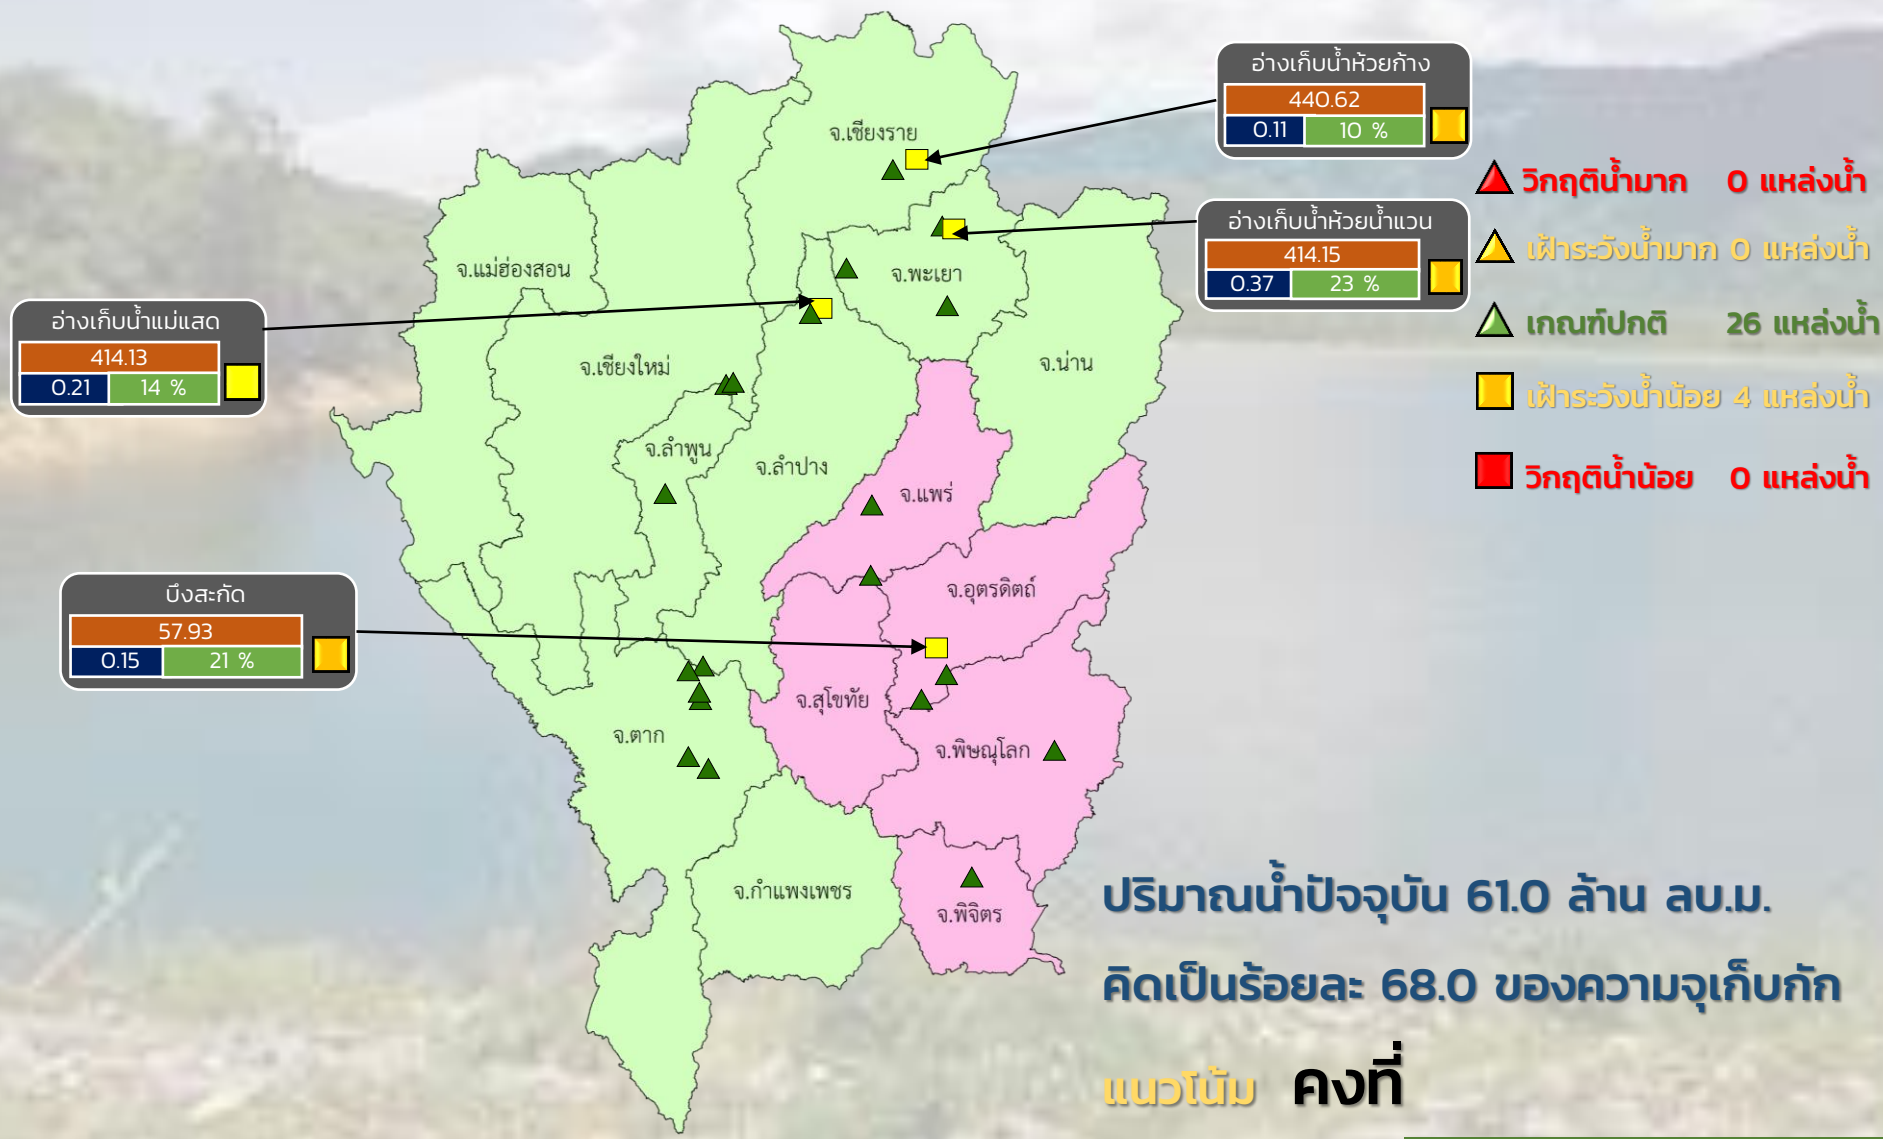 อ่างเก็บน้ำห้วยก้าง
440.62
0.11 10 %
จ.เชียงราย
วิกฤติน้ำมาก 0 แหล่งน้ำ
อ่างเก็บน้ำห้วยน้ำแวน
414.15
0.37 23 %
เฝ้าระวังน้ำมาก 0 แหล่งน้ำ
จ.แม่ฮ่องสอน
จ.พะเยา
อ่างเก็บน้ำแม่แสด
414.13
0.21 14 %
เกณฑ์ปกติ 26 แหล่งน้ำ
จ.เชียงใหม่
จ.น่าน
เฝ้าระวังน้ำน้อย 4 แหล่งน้ำ
จ.ลำพูน
จ.ลำปาง
วิกฤติน้ำน้อย 0 แหล่งน้ำ
จ.แพร่
บึงสะกัด
57.93
0.15 21 %
จ.อุตรดิตถ์
จ.สุโขทัย
จ.ตาก
จ.พิษณุโลก
จ.กำแพงเพชร
จ.พิจิตร
ปริมาณน้ำปัจจุบัน 61.0 ล้าน ลบ.ม.
คิดเป็นร้อยละ 68.0 ของความจุเก็บกัก
แนวโน้ม คงที่